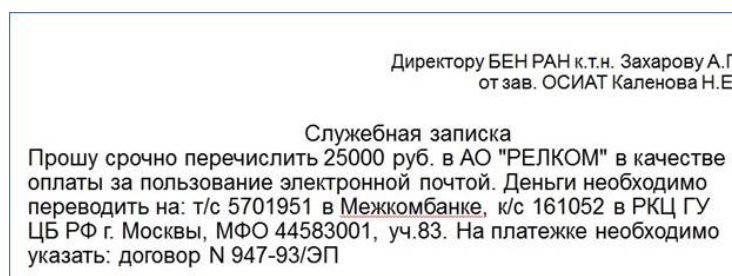 Директору БЕН РАН к.т.н. Захарову А.Г
от зав. ОСИАТ Каленова Н.Е
Служебная записка
Прошу срочно перечислить 25000 руб. в АО "РЕЛКОМ" в качестве
оплаты за пользование электронной почтой. Деньги необходимо
переводить на: т/с 5701951 в Межкомбанке, к/с 161052 в РКЦ ГУ
ЦБ РФ г. Москвы, МФО 44583001, уч.83. На платежке необходимо
указать: договор N 947-93/ЭП